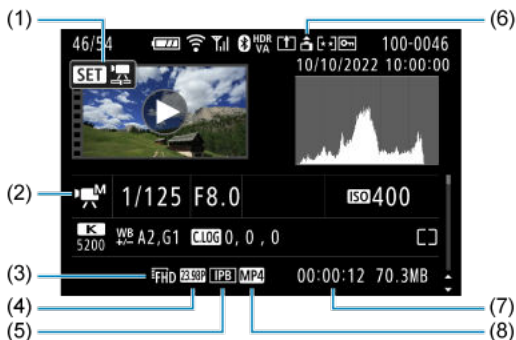 (1)
(6)
46/54 HDR VA 100-0046
SET 10/10/2022 10:00:00
(2) M 1/125 F8.0 ISO 400
K 5200 WB +/- A2,G1 C.LOG 0, 0 , 0
(3) FHD 23.98P IPB MP4 00:00:12 70.3MB
(4)
(7)
(5)
(8)